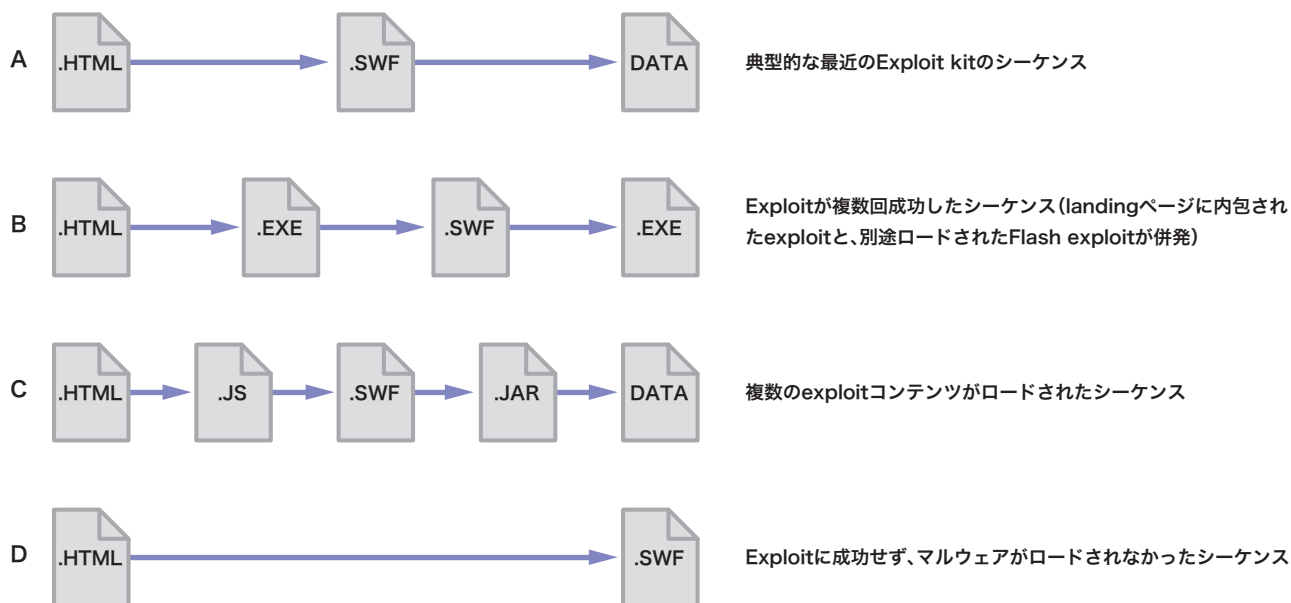 A .HTML .SWF DATA 典型的な最近のExploit kitのシーケンス
B .HTML .EXE .SWF .EXE Exploitが複数回成功したシーケンス(landingページに内包され
たexploitと、別途ロードされたFlash exploitが併発)
C .HTML .JS .SWF .JAR DATA 複数のexploitコンテンツがロードされたシーケンス
D .HTML .SWF Exploitに成功せず、マルウェアがロードされなかったシーケンス